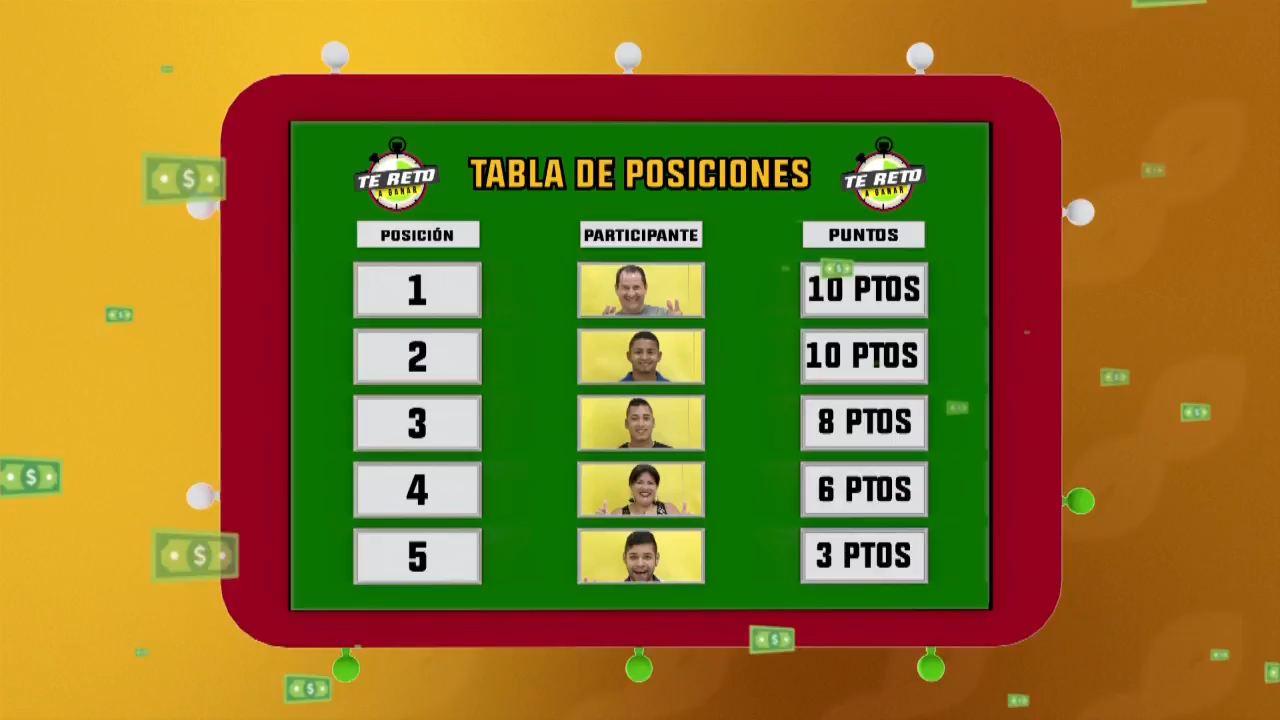 TE RETO
A GANAR
TABLA DE POSICIONES
TE RETO
A GANAR
POSICIÓN PARTICIPANTE PUNTOS
1 10 PTOS
2 10 PTOS
3 8 PTOS
4 6 PTOS
5 3 PTOS